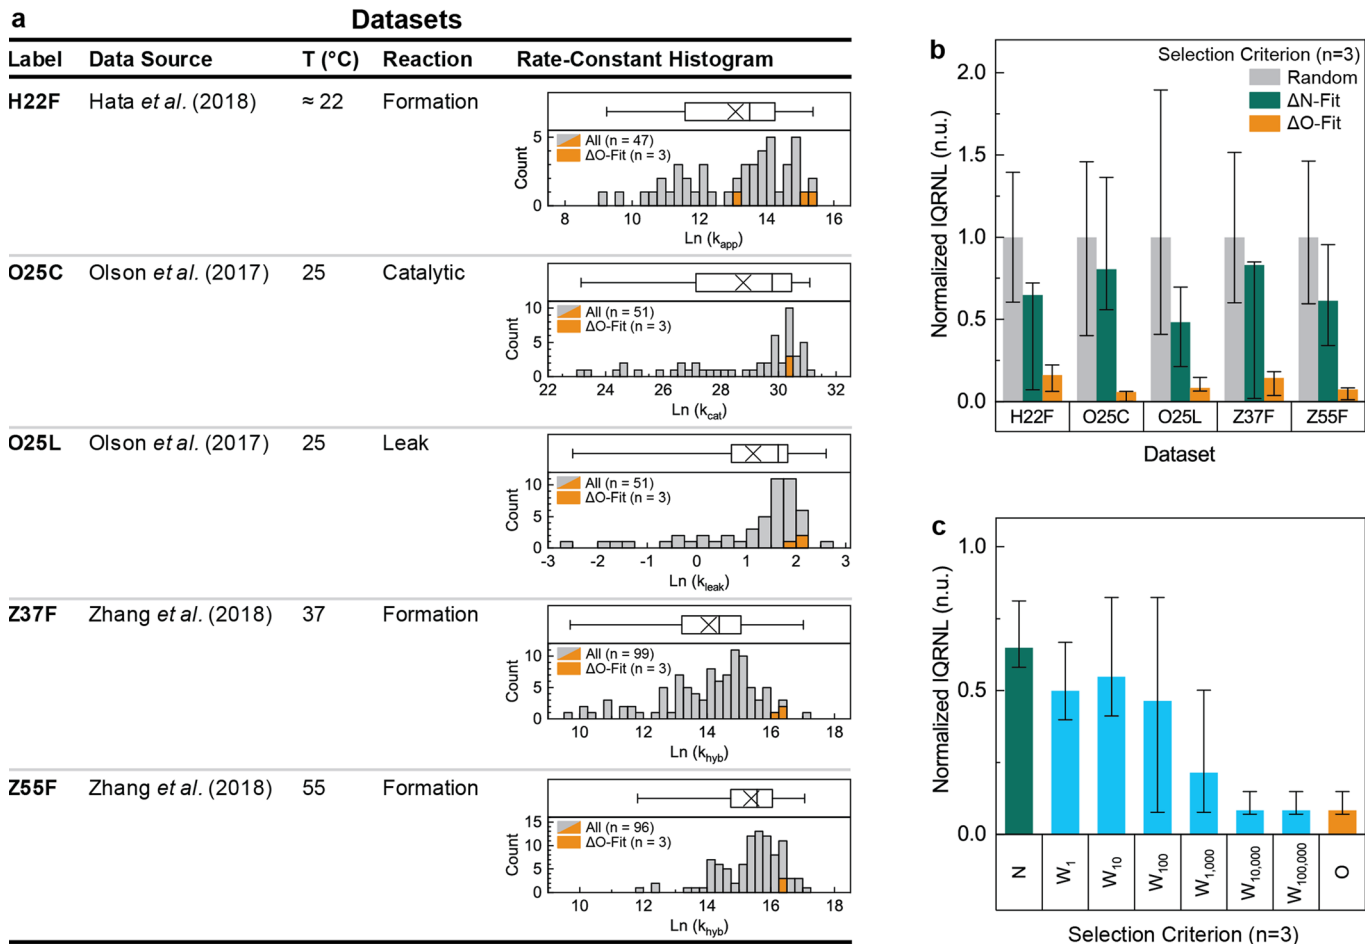 a
Datasets
Label Data Source T (°C) Reaction Rate-Constant Histogram
H22F Hata et al. (2018) ≈ 22 Formation
All (n = 47)
ΔO-Fit (n = 3)
Count
5
0
8 10 12 14 16
Ln (kapp)
O25C Olson et al. (2017) 25 Catalytic
All (n = 51)
ΔO-Fit (n = 3)
Count
10
5
0
22 24 26 28 30 32
Ln (kcat)
O25L Olson et al. (2017) 25 Leak
All (n = 51)
ΔO-Fit (n = 3)
Count
10
5
0
-3 -2 -1 0 1 2 3
Ln (kleak)
Z37F Zhang et al. (2018) 37 Formation
All (n = 99)
ΔO-Fit (n = 3)
Count
10
5
0
10 12 14 16 18
Ln (khyb)
Z55F Zhang et al. (2018) 55 Formation
All (n = 96)
ΔO-Fit (n = 3)
Count
15
10
5
0
10 12 14 16 18
Ln (khyb)
b
Selection Criterion (n=3)
Random
ΔN-Fit
ΔO-Fit
Normalized IQRNL (n.u.)
2.0
1.5
1.0
0.5
0.0
H22F O25C O25L Z37F Z55F
Dataset
c
Normalized IQRNL (n.u.)
1.0
0.5
0.0
N W1 W10 W100 W1,000 W10,000 W100,000 O
Selection Criterion (n=3)